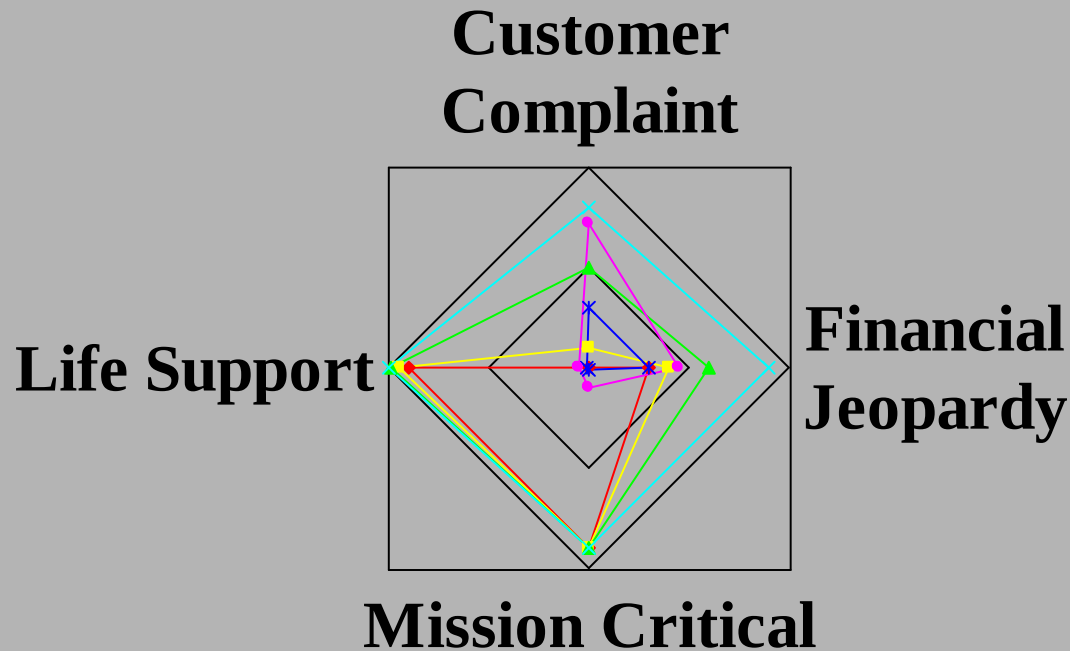 Customer
Complaint
Financial
Jeopardy
Life Support
Mission Critical